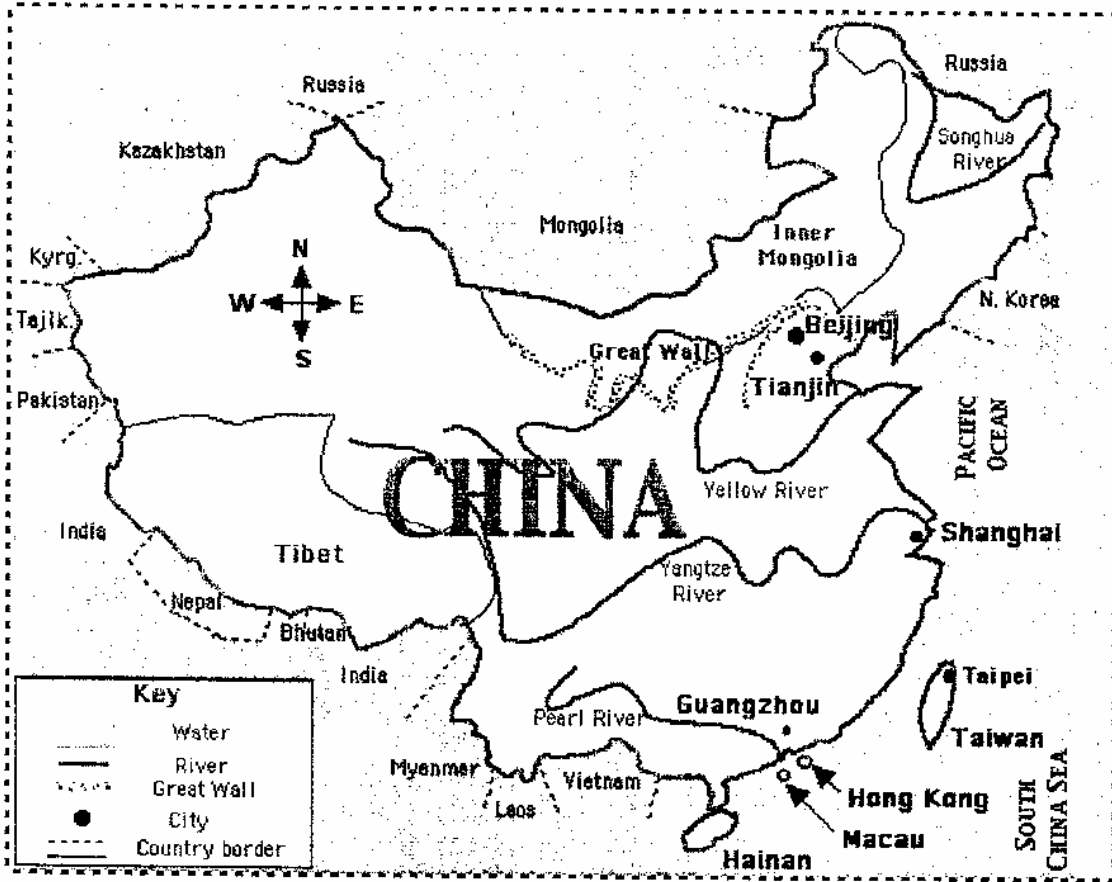 Russia
Russia
Kazakhstan
Songhua
River
Mongolia
Inner
Mongolia
Kyrg.
N
W
E
S
Tajik.
N. Korea
Beijing
Great Wall
Tianjin
Pakistan
PACIFIC
OCEAN
CHINA
Yellow River
India
Shanghai
Tibet
Yangtze
River
Nepal
Bhutan
India
Taipei
Key
Guangzhou
Pearl River
Taiwan
Water
River
Great Wall
City
Country border
Myanmar
Vietnam
Laos
Hong Kong
Macau
Hainan
SOUTH
CHINA SEA